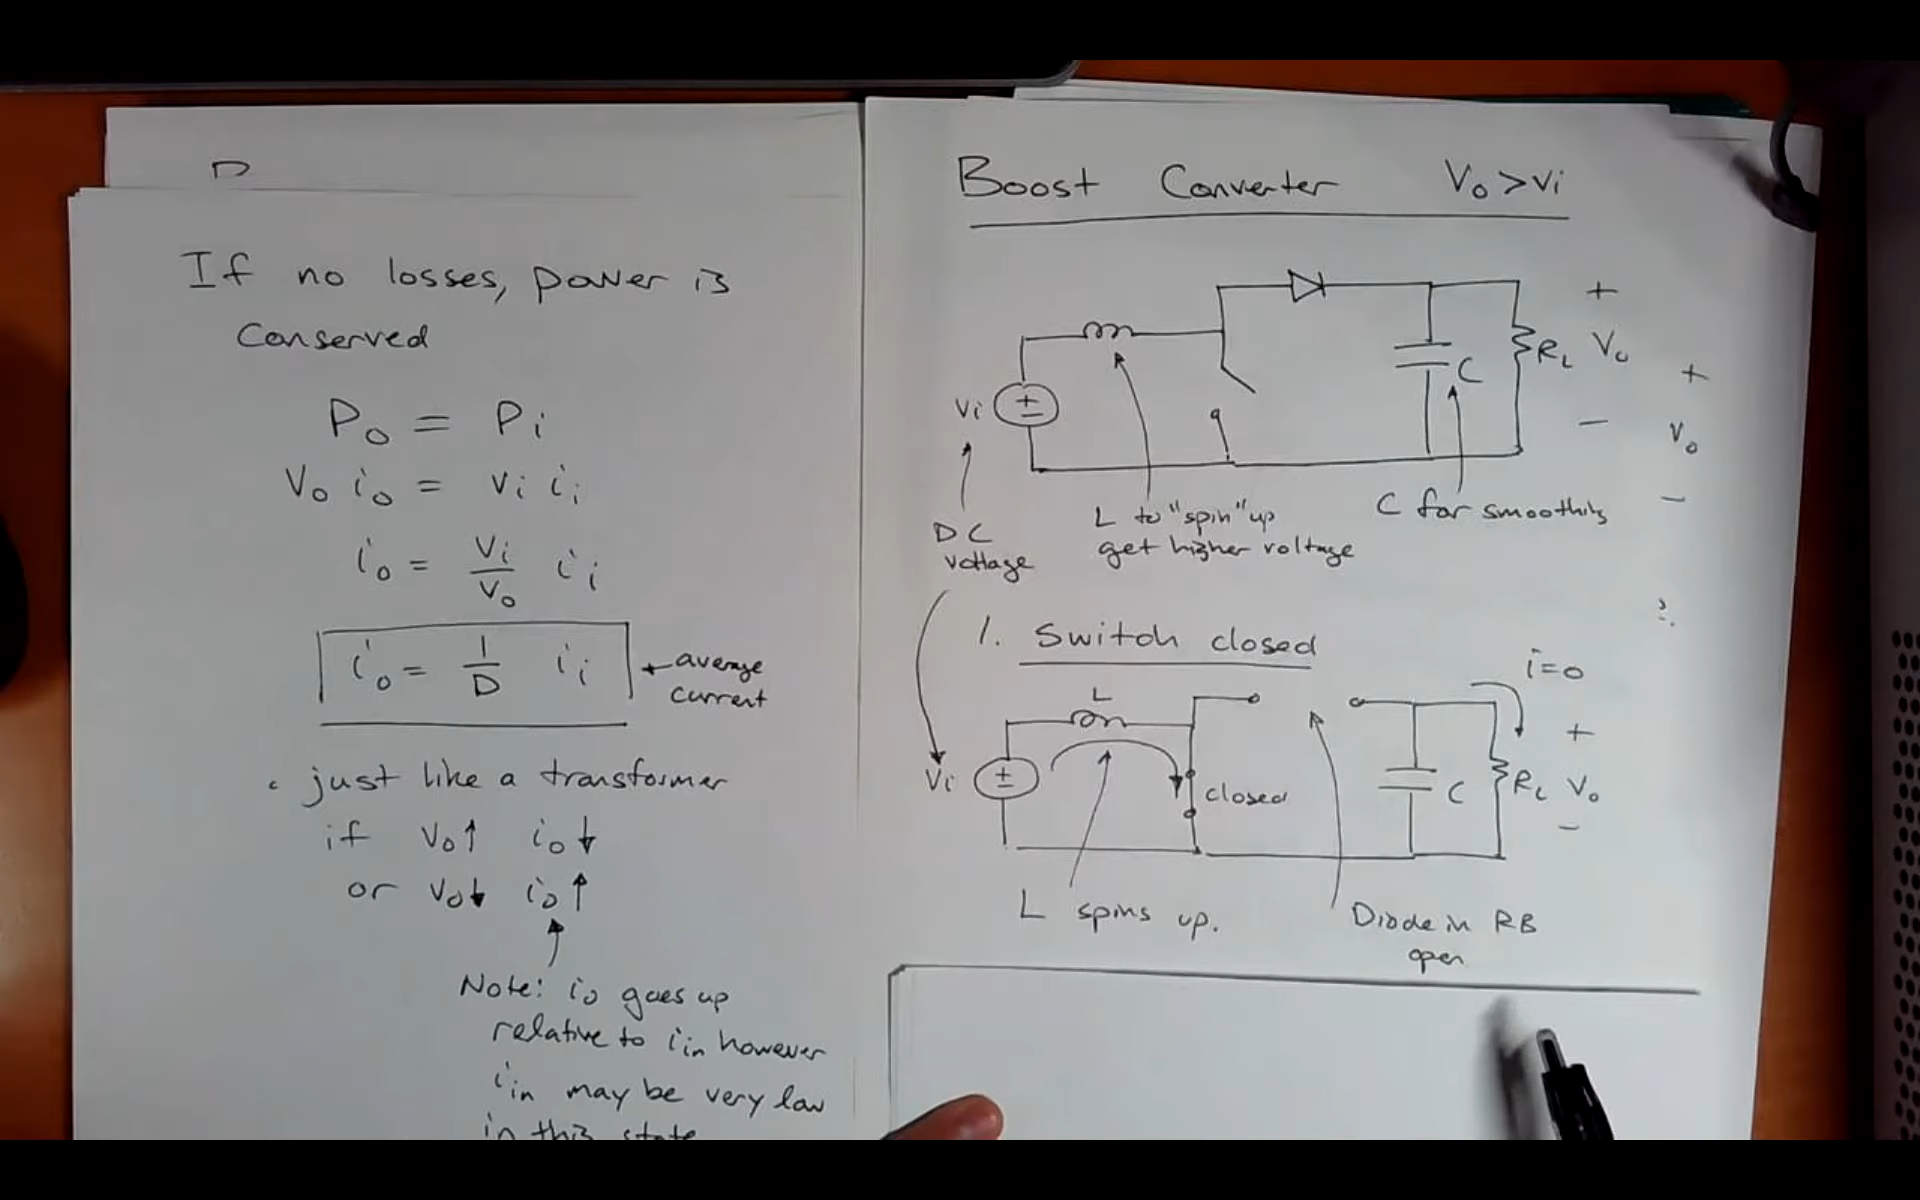 If no losses, power is
Conserved
Po = Pi
Vo io = Vi ii
io = Vi/Vo ii
io = 1/D ii
← average
current
just like a transformer
if Vo↑ io↓
or Vo↓ io↑
Note: io goes up
relative to iin however
iin may be very low
in this state
Boost Converter Vo > Vi
Vi
+
-
C
RL
+
Vo
-
+
Vo
-
DC
voltage
L to "spin" up
get higher voltage
C for smoothing
1. Switch closed
L
i=0
Vi
+
-
closed
C
RL
+
Vo
-
L spins up.
Diode in RB
open